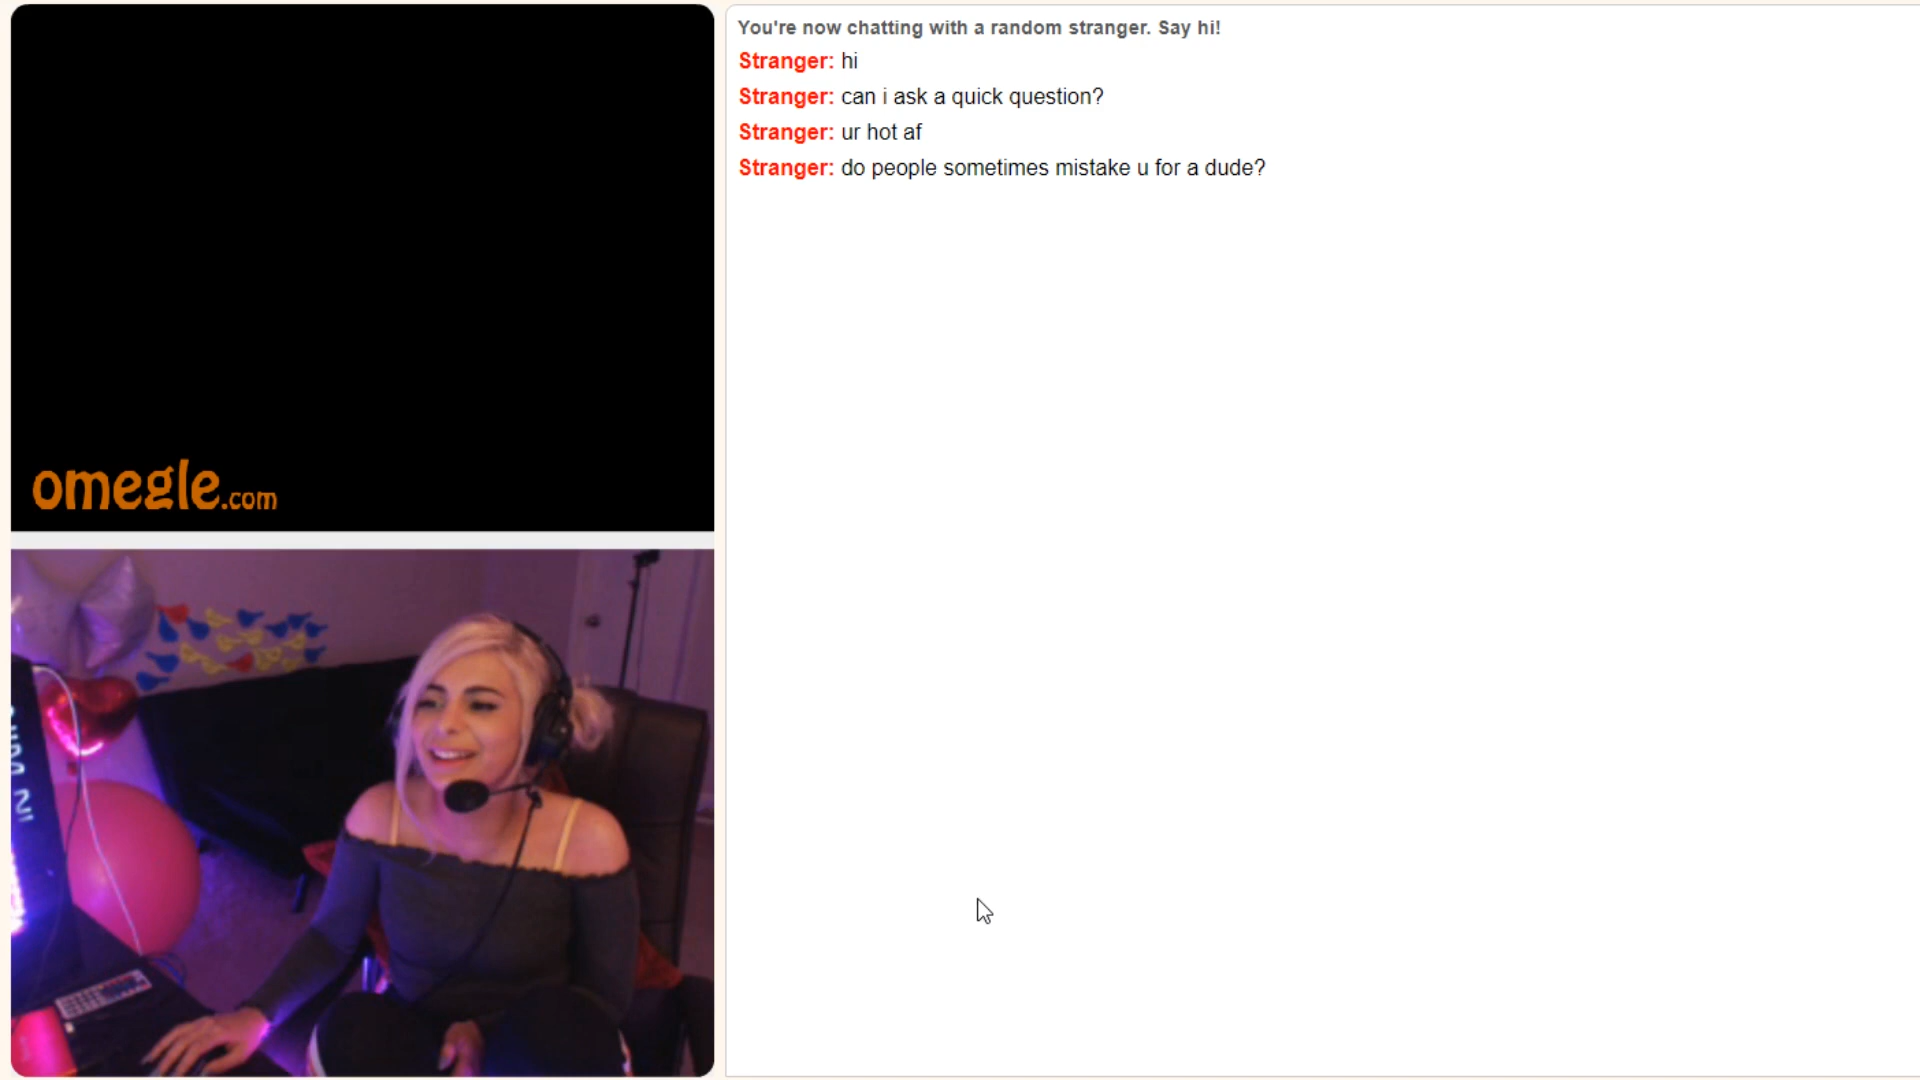 You're now chatting with a random stranger. Say hi!
Stranger: hi
Stranger: can i ask a quick question?
Stranger: ur hot af
Stranger: do people sometimes mistake u for a dude?
omegle.com